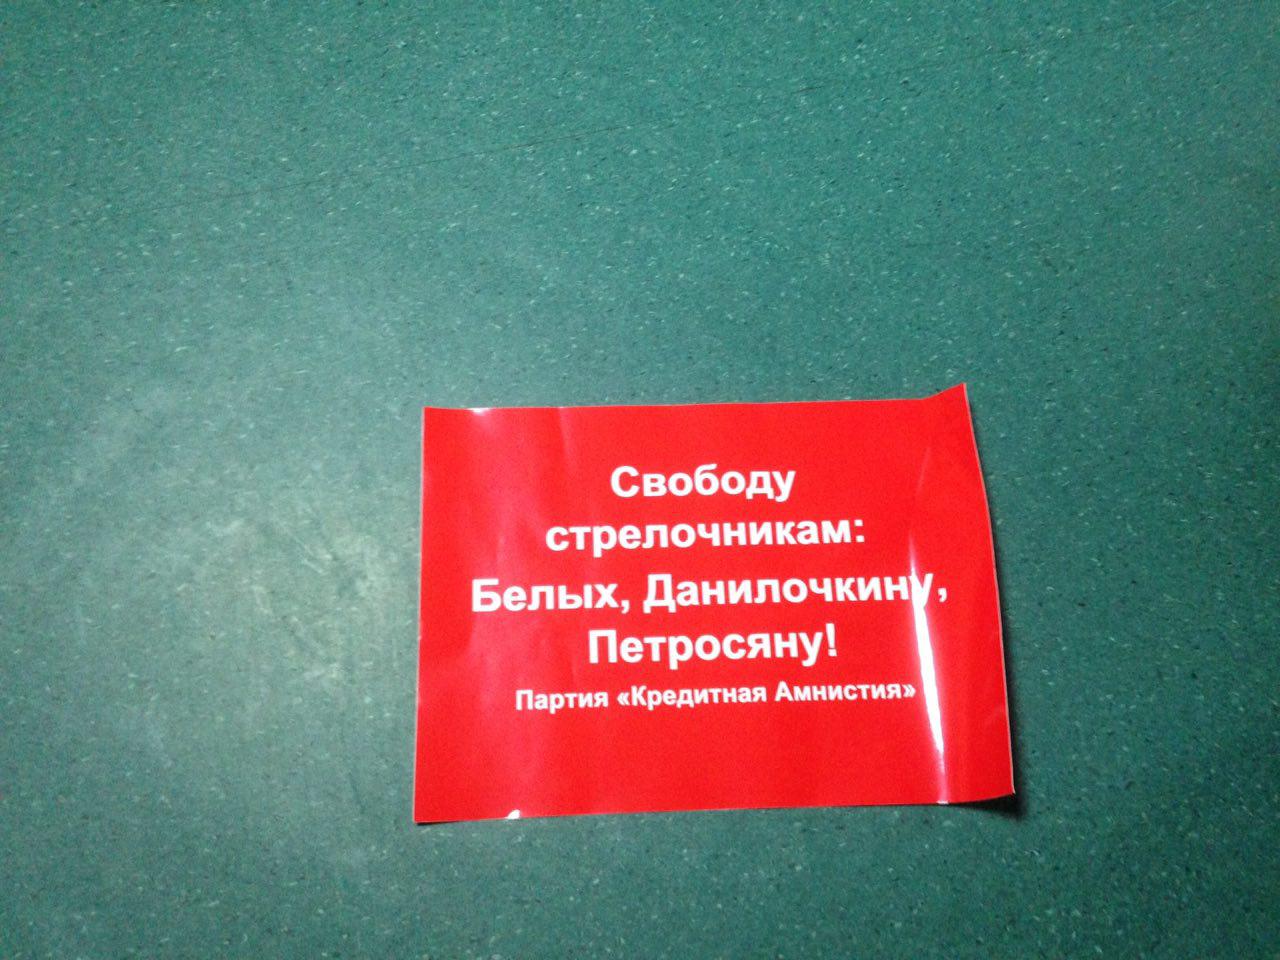 Свободу
стрелочникам:
Белых, Данилочкину,
Петросяну!
Партия «Кредитная Амнистия»